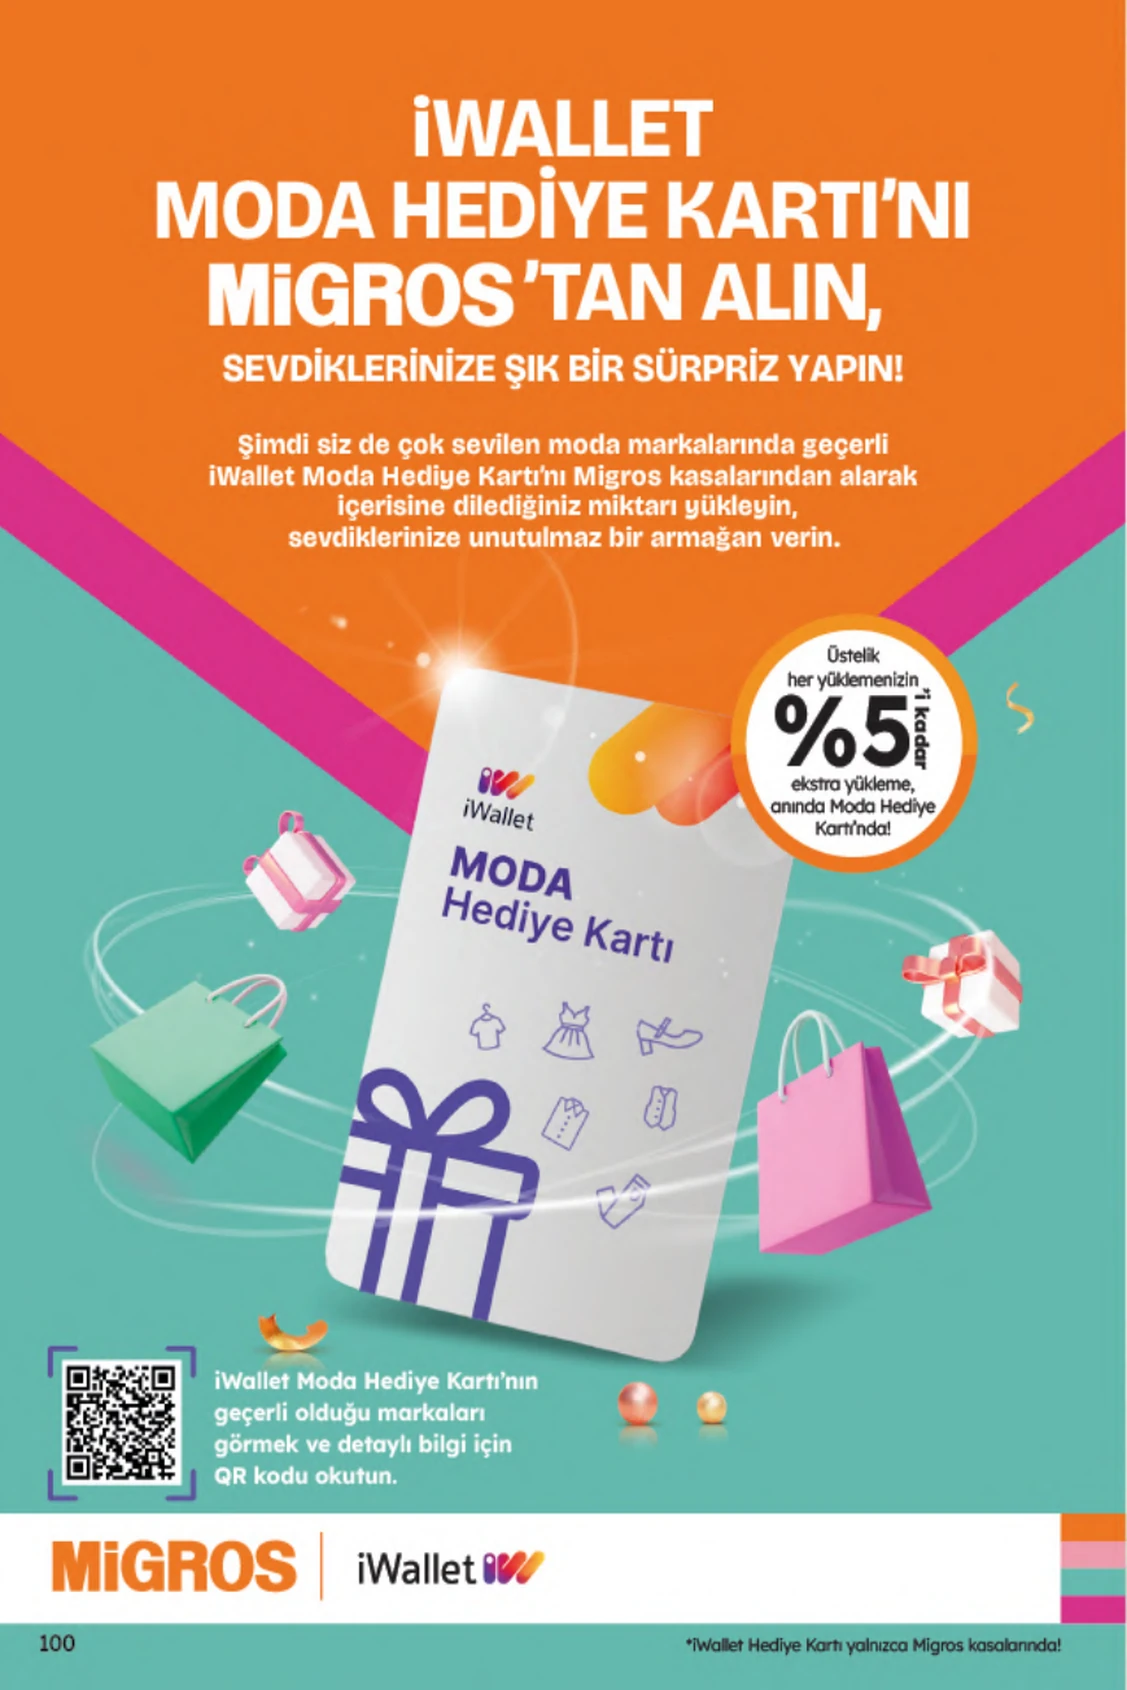 iWALLET
MODA HEDİYE KARTI'NI
MiGROS'TAN ALIN,
SEVDİKLERİNİZE ŞIK BİR SÜRPRİZ YAPIN!
Şimdi siz de çok sevilen moda markalarında geçerli
iWallet Moda Hediye Kartı'nı Migros kasalarından alarak
içerisine dilediğiniz miktarı yükleyin,
sevdiklerinize unutulmaz bir armağan verin.
Üstelik
her yüklemenizin
%5'i kadar
ekstra yükleme,
anında Moda Hediye
Kartı'nda!
iWallet
MODA
Hediye Kartı
iWallet Moda Hediye Kartı'nın
geçerli olduğu markaları
görmek ve detaylı bilgi için
QR kodu okutun.
MiGROS
iWallet
100
*iWallet Hediye Kartı yalnızca Migros kasalarında!